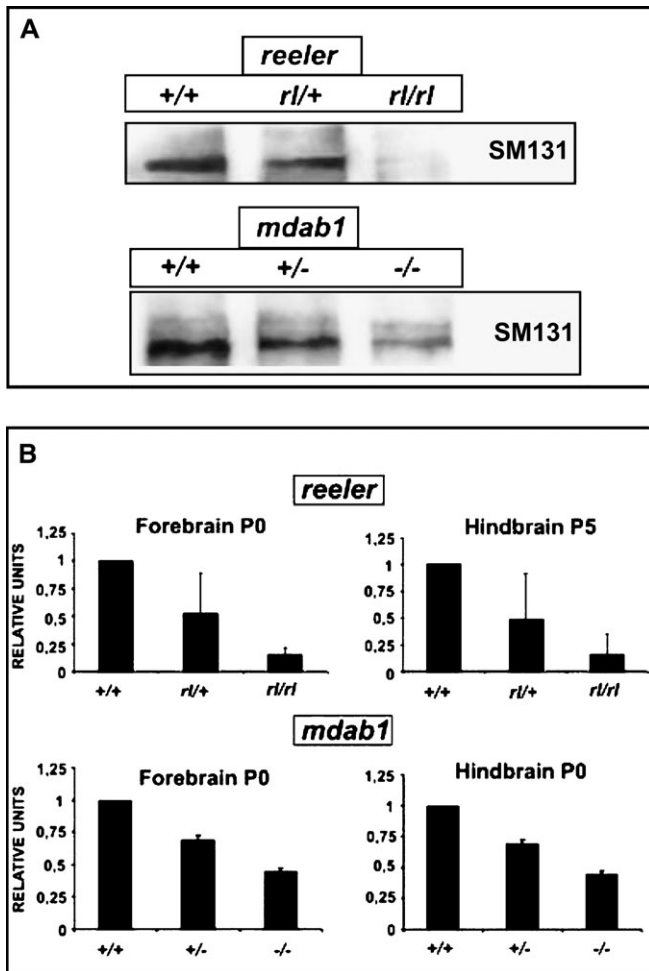 A
reeler
+/+ rl/+ rl/rl
SM131
mdab1
+/+ +/- -/-
SM131
B
reeler
Forebrain P0
RELATIVE UNITS
1,25
1
0,75
0,5
0,25
0
+/+ rl/+ rl/rl
Hindbrain P5
1,25
1
0,75
0,5
0,25
0
+/+ rl/+ rl/rl
mdab1
Forebrain P0
RELATIVE UNITS
1,25
1
0,75
0,5
0,25
0
+/+ +/- -/-
Hindbrain P0
1,25
1
0,75
0,5
0,25
0
+/+ +/- -/-